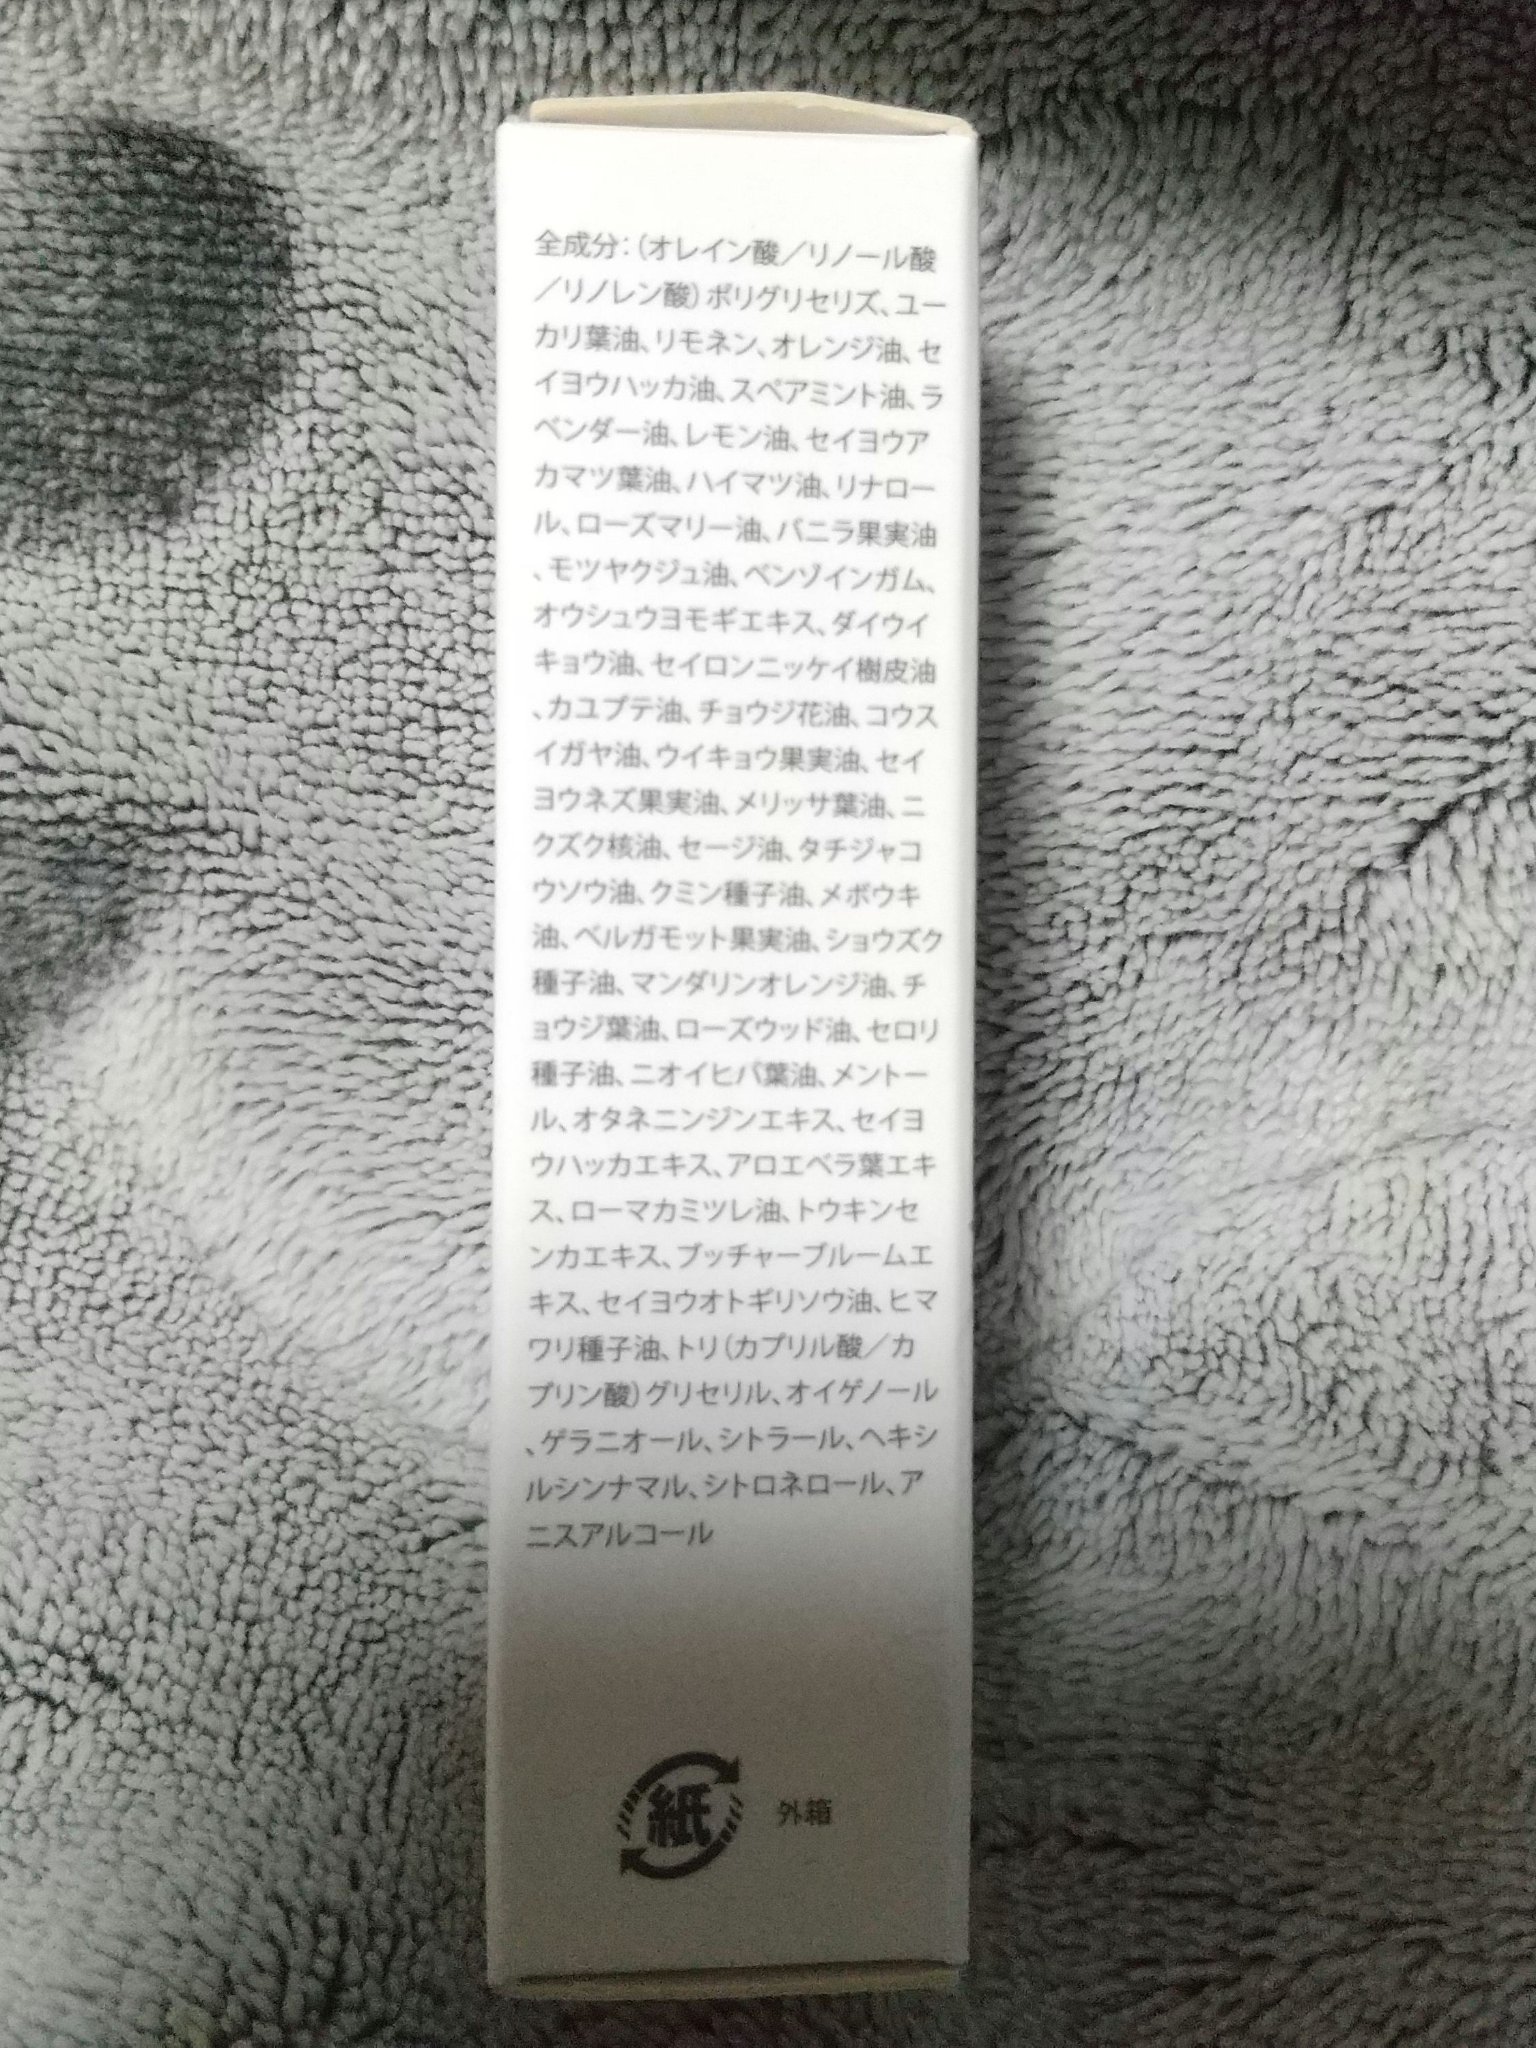 全成分：（オレイン酸／リノール酸
／リノレン酸）ポリグリセリズ、ユー
カリ葉油、リモネン、オレンジ油、セ
イヨウハッカ油、スペアミント油、ラ
ベンダー油、レモン油、セイヨウア
カマツ葉油、ハイマツ油、リナロー
ル、ローズマリー油、バニラ果実油
、モツヤクジュ油、ベンゾインガム、
オウシュウヨモギエキス、ダイウイ
キョウ油、セイロンニッケイ樹皮油
、カユプテ油、チョウジ花油、コウス
イガヤ油、ウイキョウ果実油、セイ
ヨウネズ果実油、メリッサ葉油、ニ
クズク核油、セージ油、タチジャコ
ウソウ油、クミン種子油、メボウキ
油、ベルガモット果実油、ショウズク
種子油、マンダリンオレンジ油、チ
ョウジ葉油、ローズウッド油、セロリ
種子油、ニオイヒバ葉油、メントー
ル、オタネニンジンエキス、セイヨ
ウハッカエキス、アロエベラ葉エキ
ス、ローマカミツレ油、トウキンセ
ンカエキス、ブッチャーブルームエ
キス、セイヨウオトギリソウ油、ヒマ
ワリ種子油、トリ（カプリル酸／カ
プリン酸）グリセリル、オイゲノール
、ゲラニオール、シトラール、ヘキシ
ルシンナマル、シトロネロール、ア
ニスアルコール
紙 外箱